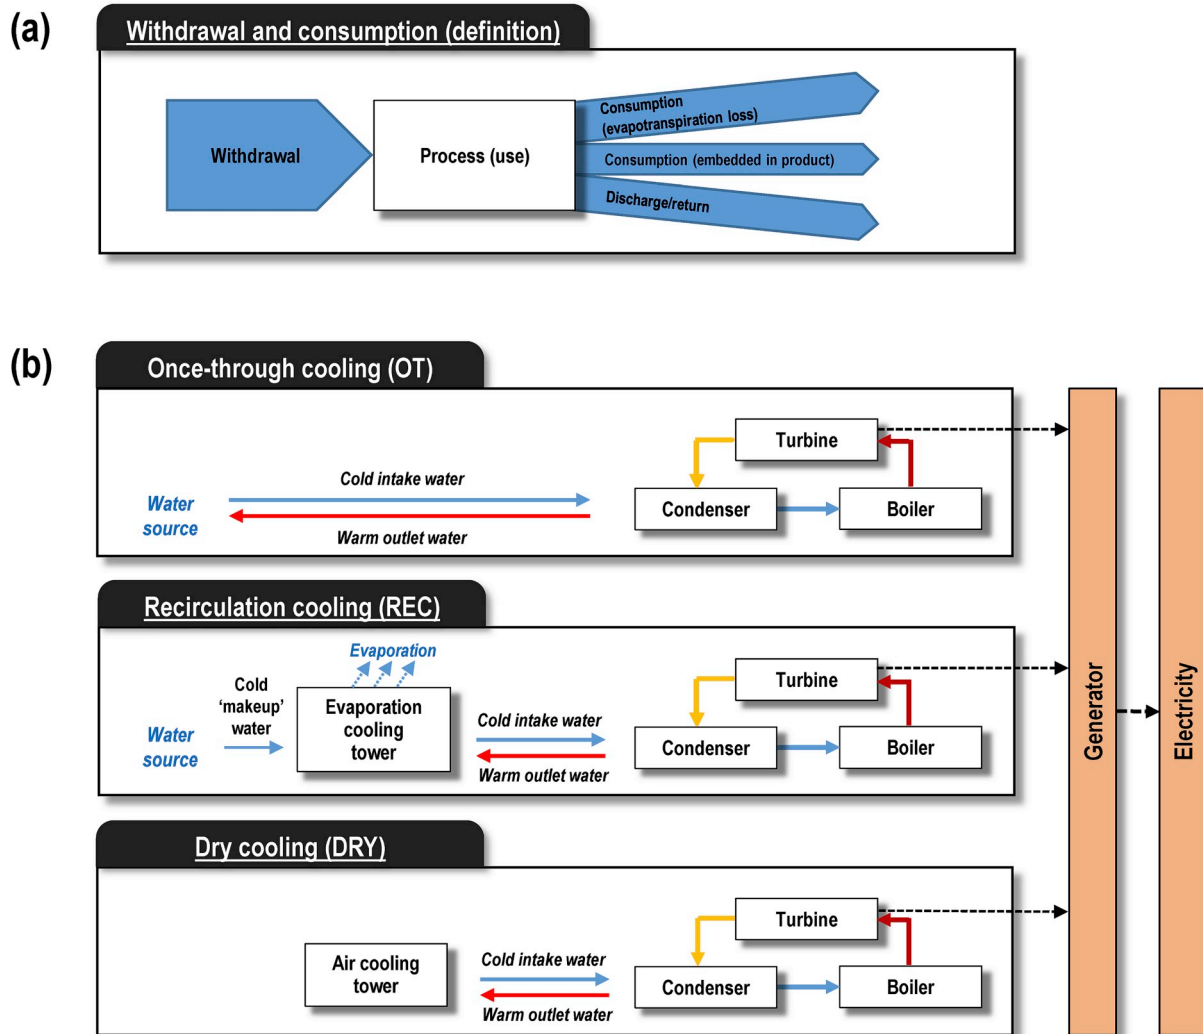 (a)
Withdrawal and consumption (definition)
Withdrawal
Process (use)
Consumption
(evapotranspiration loss)
Consumption (embedded in product)
Discharge/return
(b)
Once-through cooling (OT)
Water
source
Cold intake water
Warm outlet water
Turbine
Condenser
Boiler
Recirculation cooling (REC)
Water
source
Cold
‘makeup’
water
Evaporation
Evaporation
cooling
tower
Cold intake water
Warm outlet water
Turbine
Condenser
Boiler
Dry cooling (DRY)
Air cooling
tower
Cold intake water
Warm outlet water
Turbine
Condenser
Boiler
Generator
Electricity